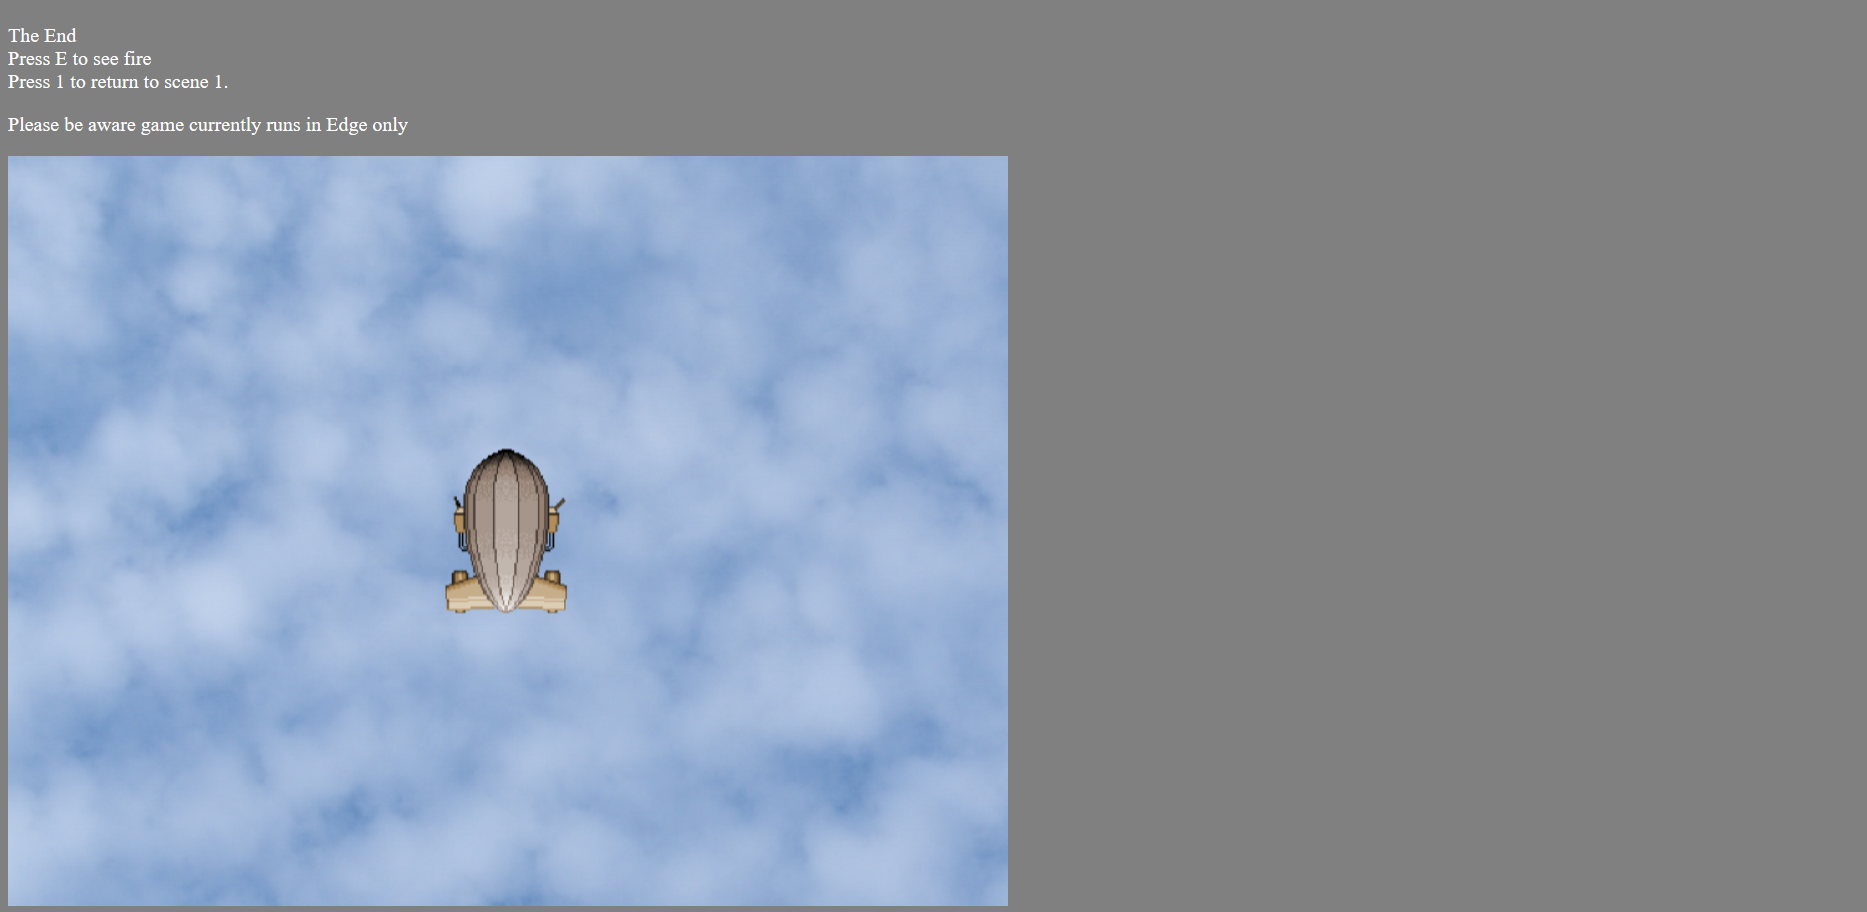 The End
Press E to see fire
Press 1 to return to scene 1.
Please be aware game currently runs in Edge only